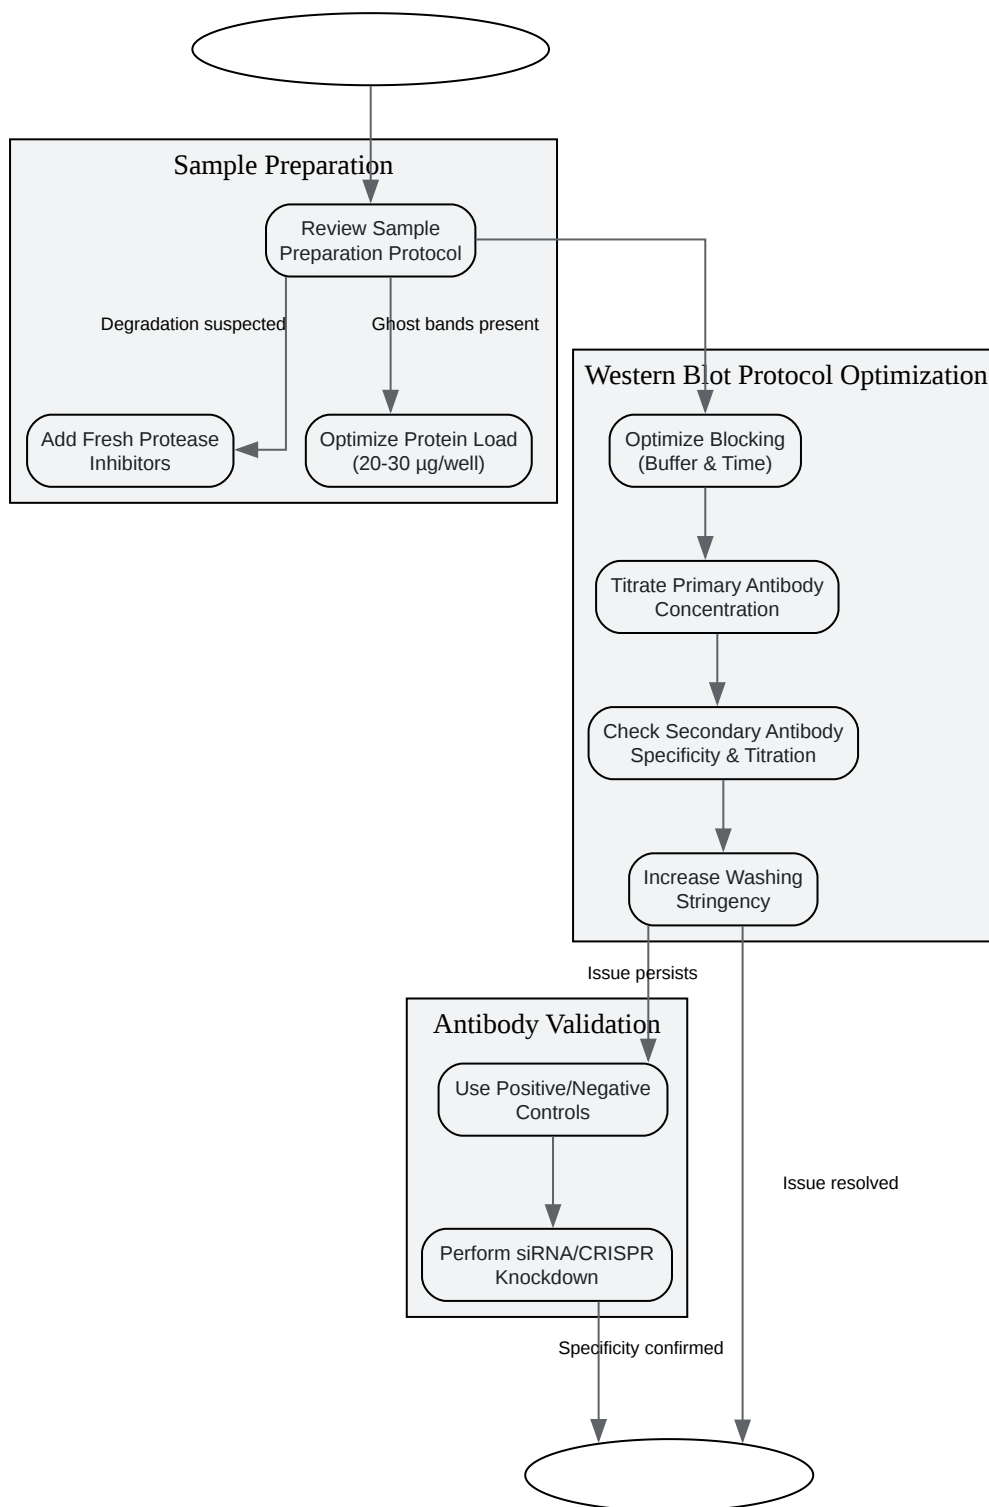 Sample Preparation
Review Sample
Preparation Protocol
Degradation suspected
Ghost bands present
Add Fresh Protease
Inhibitors
Optimize Protein Load
(20-30 µg/well)
Western Blot Protocol Optimization
Optimize Blocking
(Buffer & Time)
Titrate Primary Antibody
Concentration
Check Secondary Antibody
Specificity & Titration
Increase Washing
Stringency
Issue persists
Antibody Validation
Use Positive/Negative
Controls
Issue resolved
Perform siRNA/CRISPR
Knockdown
Specificity confirmed